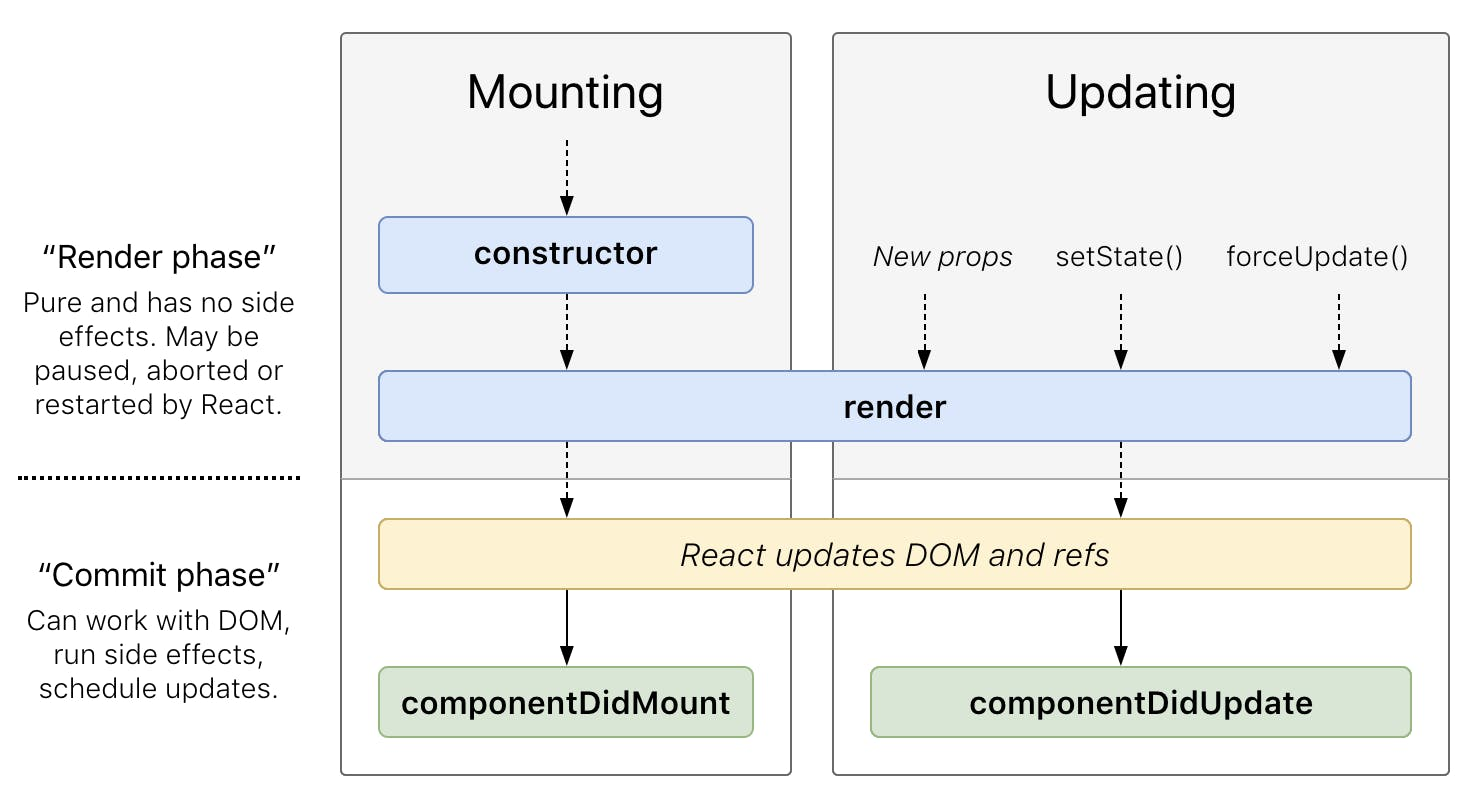 Mounting
Updating
constructor
“Render phase”
Pure and has no side
effects. May be
paused, aborted or
restarted by React.
New props
setState()
forceUpdate()
render
React updates DOM and refs
“Commit phase”
Can work with DOM,
run side effects,
schedule updates.
componentDidMount
componentDidUpdate